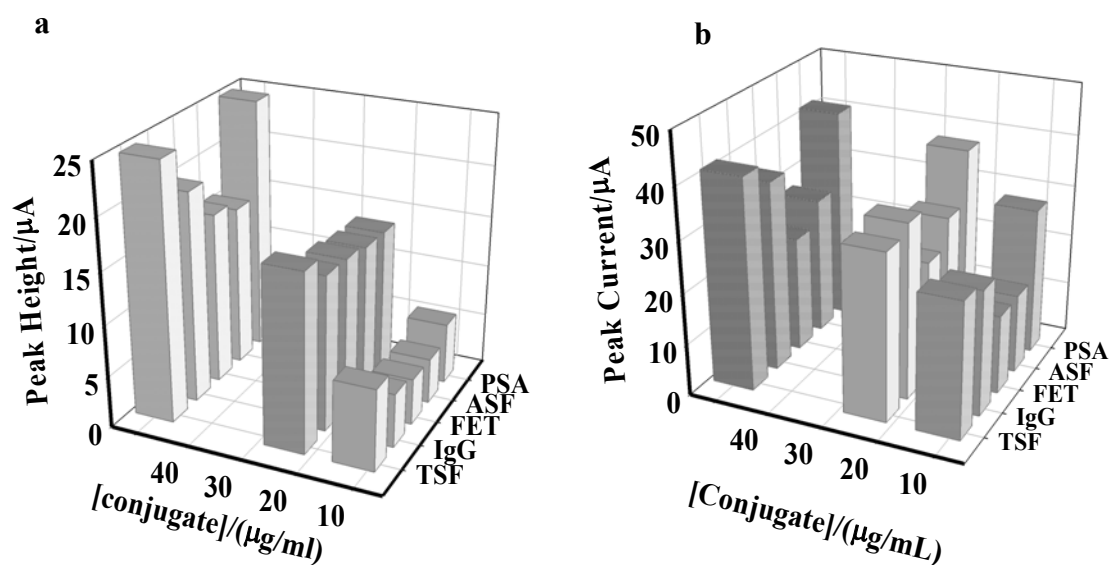 a
Peak Height/μA
25
20
15
10
5
0
40
30
20
10
[conjugate]/(μg/ml)
PSA
ASF
FET
IgG
TSF
b
Peak Current/μA
50
40
30
20
10
0
40
30
20
10
[Conjugate]/(μg/mL)
PSA
ASF
FET
IgG
TSF